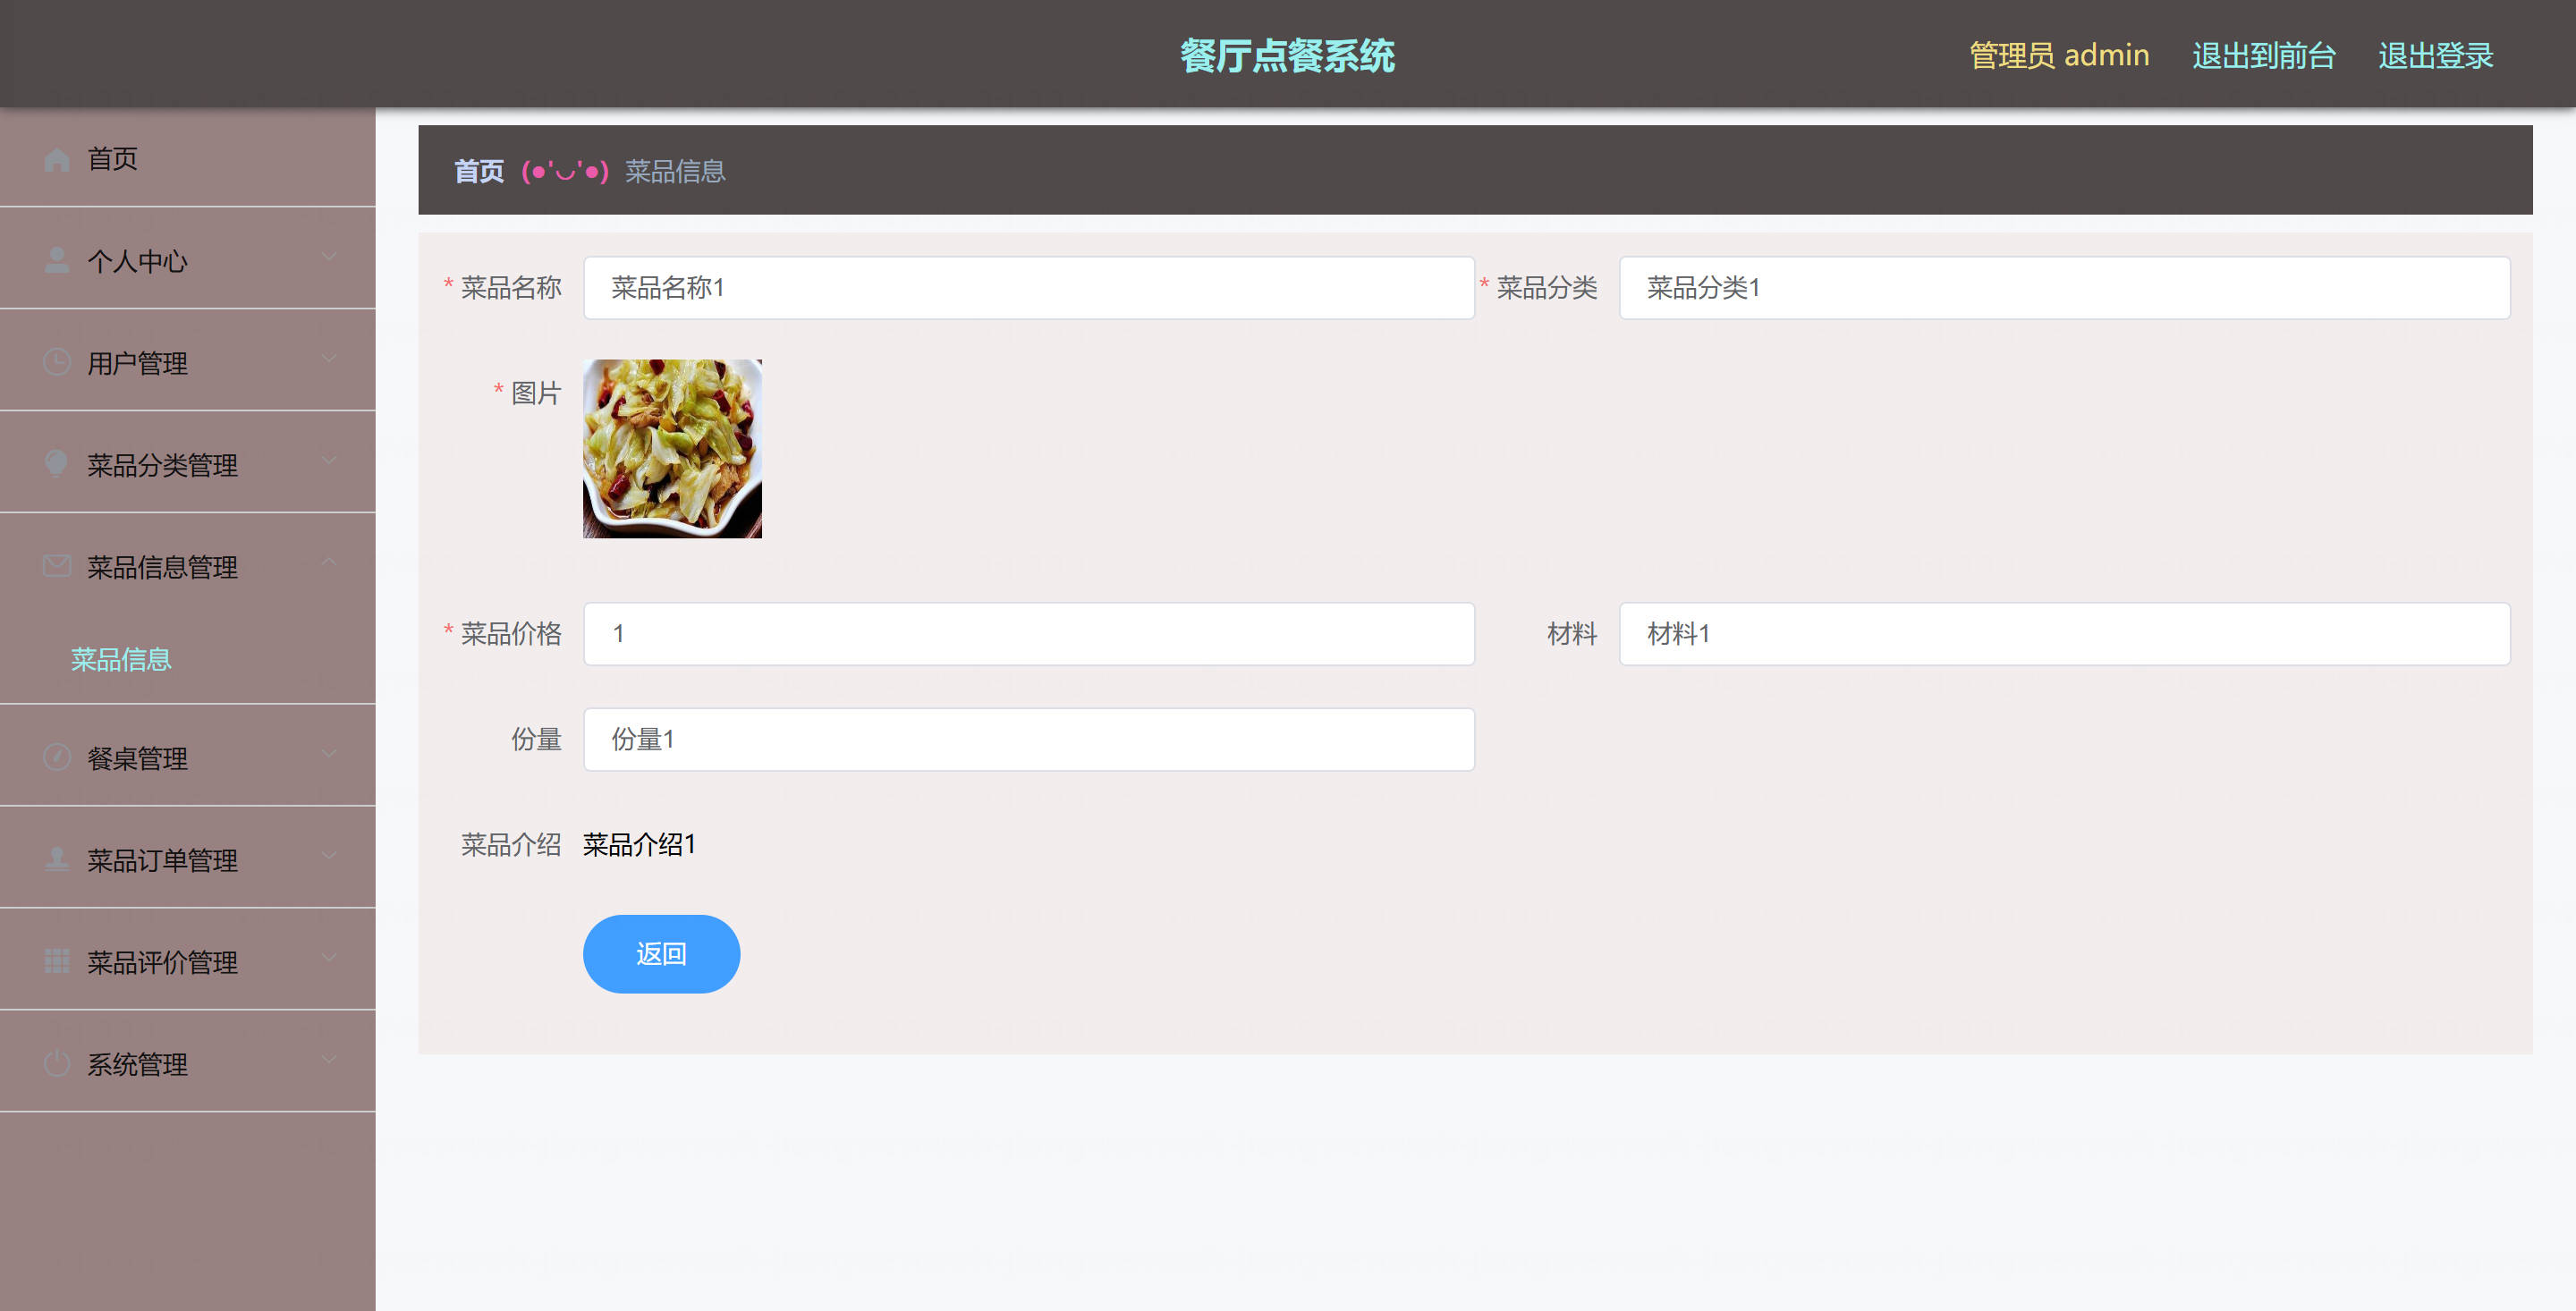 餐厅点餐系统
管理员 admin 退出到前台 退出登录
首页
个人中心
用户管理
菜品分类管理
菜品信息管理
菜品信息
餐桌管理
菜品订单管理
菜品评价管理
系统管理
首页 (●'◡'●) 菜品信息
* 菜品名称 菜品名称1 * 菜品分类 菜品分类1
* 图片
* 菜品价格 1 材料 材料1
份量 份量1
菜品介绍 菜品介绍1
返回